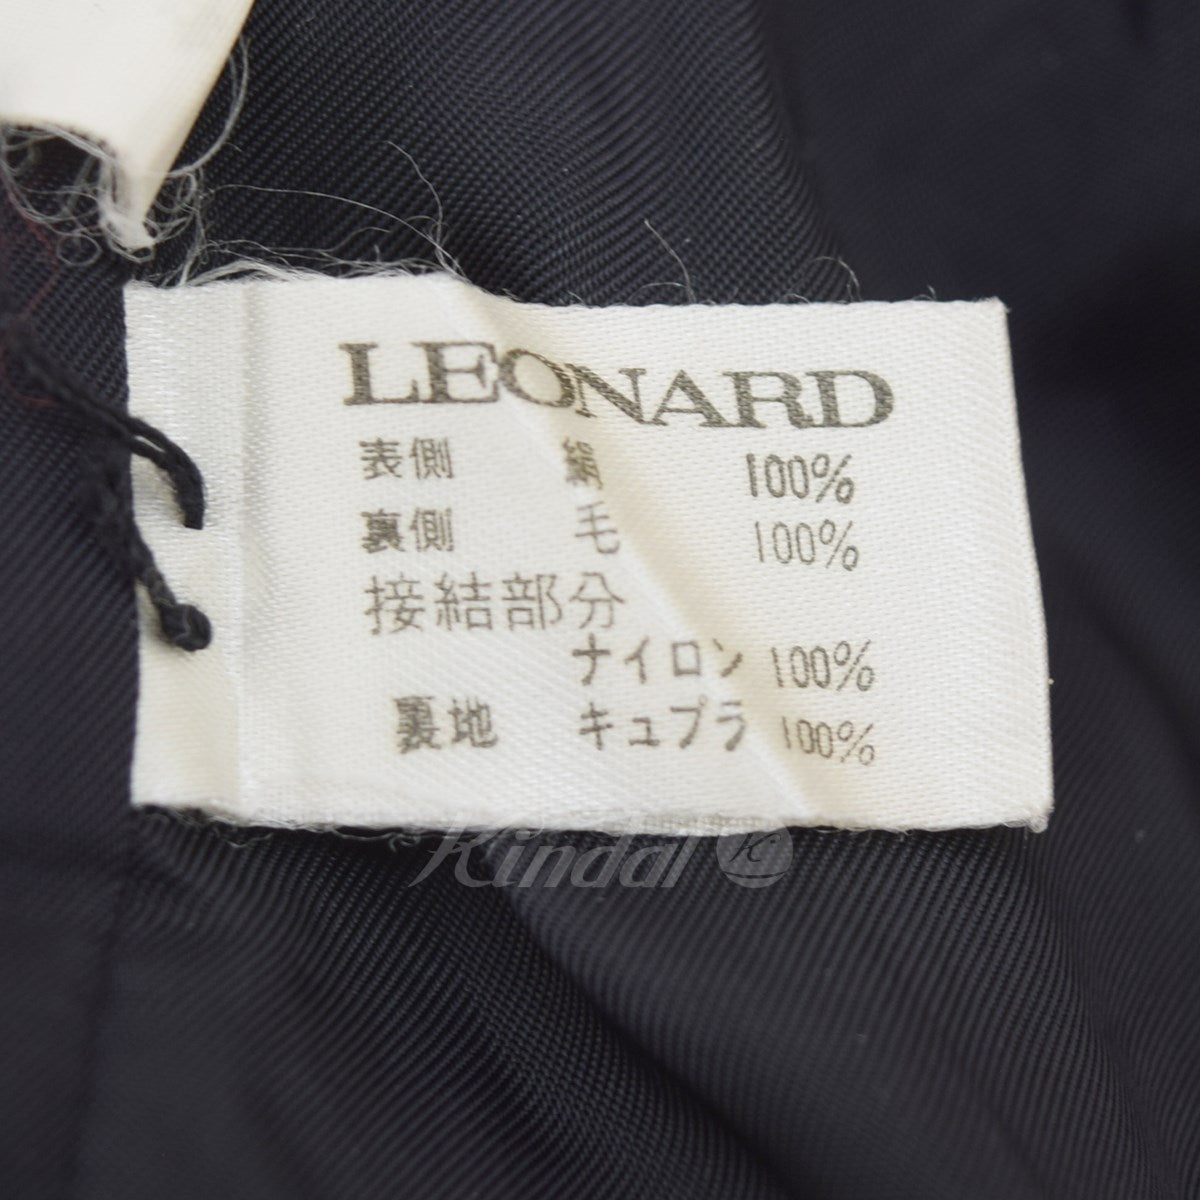 LEONARD
表側 絹 100%
裏側 毛 100%
接結部分
ナイロン 100%
裏地 キュプラ 100%
Kindal